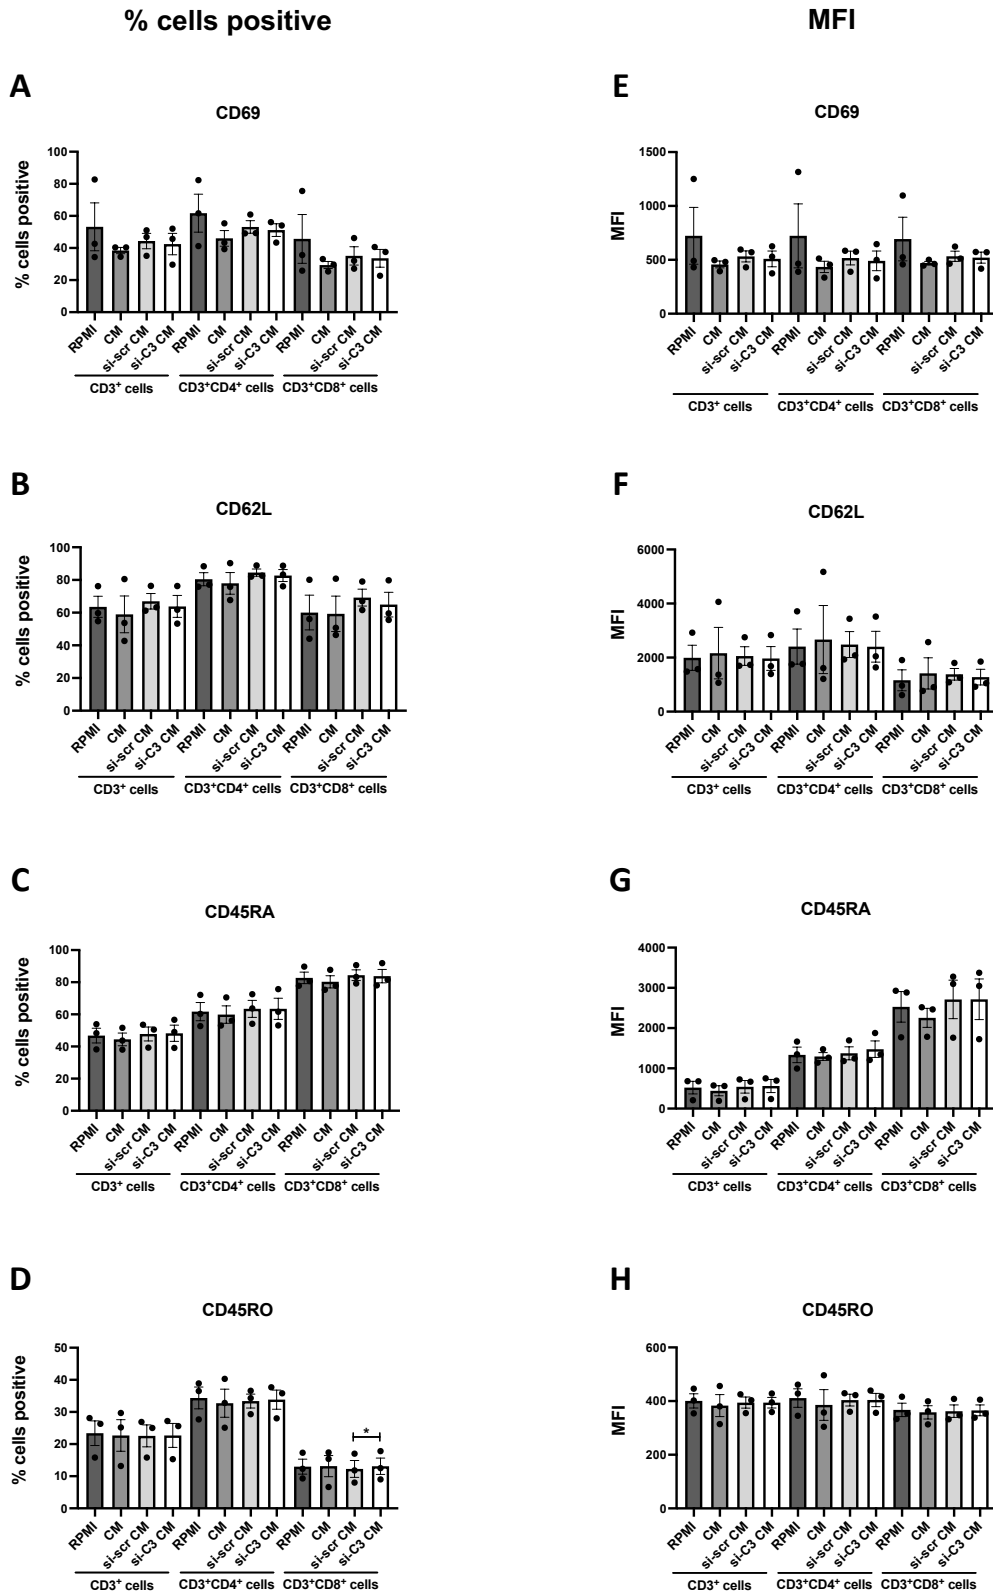 % cells positive
MFI
A
CD69
% cells positive
100
80
60
40
20
0
RPMI
CM
si-scr CM
si-C3 CM
RPMI
CM
si-scr CM
si-C3 CM
RPMI
CM
si-scr CM
si-C3 CM
CD3⁺ cells
CD3⁺CD4⁺ cells
CD3⁺CD8⁺ cells
E
CD69
MFI
1500
1000
500
0
RPMI
CM
si-scr CM
si-C3 CM
RPMI
CM
si-scr CM
si-C3 CM
RPMI
CM
si-scr CM
si-C3 CM
CD3⁺ cells
CD3⁺CD4⁺ cells
CD3⁺CD8⁺ cells
B
CD62L
% cells positive
100
80
60
40
20
0
RPMI
CM
si-scr CM
si-C3 CM
RPMI
CM
si-scr CM
si-C3 CM
RPMI
CM
si-scr CM
si-C3 CM
CD3⁺ cells
CD3⁺CD4⁺ cells
CD3⁺CD8⁺ cells
F
CD62L
MFI
6000
4000
2000
0
RPMI
CM
si-scr CM
si-C3 CM
RPMI
CM
si-scr CM
si-C3 CM
RPMI
CM
si-scr CM
si-C3 CM
CD3⁺ cells
CD3⁺CD4⁺ cells
CD3⁺CD8⁺ cells
C
CD45RA
% cells positive
100
80
60
40
20
0
RPMI
CM
si-scr CM
si-C3 CM
RPMI
CM
si-scr CM
si-C3 CM
RPMI
CM
si-scr CM
si-C3 CM
CD3⁺ cells
CD3⁺CD4⁺ cells
CD3⁺CD8⁺ cells
G
CD45RA
MFI
4000
3000
2000
1000
0
RPMI
CM
si-scr CM
si-C3 CM
RPMI
CM
si-scr CM
si-C3 CM
RPMI
CM
si-scr CM
si-C3 CM
CD3⁺ cells
CD3⁺CD4⁺ cells
CD3⁺CD8⁺ cells
D
CD45RO
% cells positive
50
40
30
20
10
0
*
RPMI
CM
si-scr CM
si-C3 CM
RPMI
CM
si-scr CM
si-C3 CM
RPMI
CM
si-scr CM
si-C3 CM
CD3⁺ cells
CD3⁺CD4⁺ cells
CD3⁺CD8⁺ cells
H
CD45RO
MFI
600
400
200
0
RPMI
CM
si-scr CM
si-C3 CM
RPMI
CM
si-scr CM
si-C3 CM
RPMI
CM
si-scr CM
si-C3 CM
CD3⁺ cells
CD3⁺CD4⁺ cells
CD3⁺CD8⁺ cells